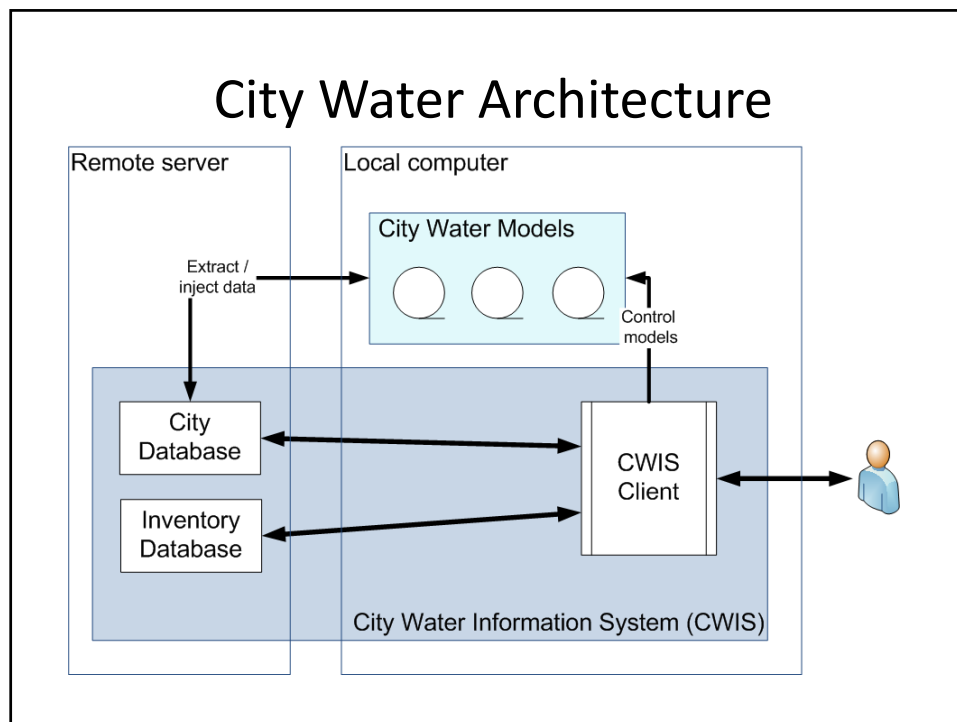 City Water Architecture
Remote server
Local computer
City Water Models
Extract /
inject data
Control
models
City
Database
CWIS
Client
Inventory
Database
City Water Information System (CWIS)